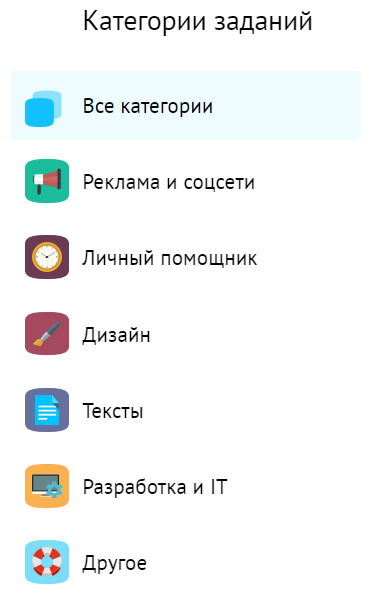 Категории заданий
Все категории
Реклама и соцсети
Личный помощник
Дизайн
Тексты
Разработка и IT
Другое